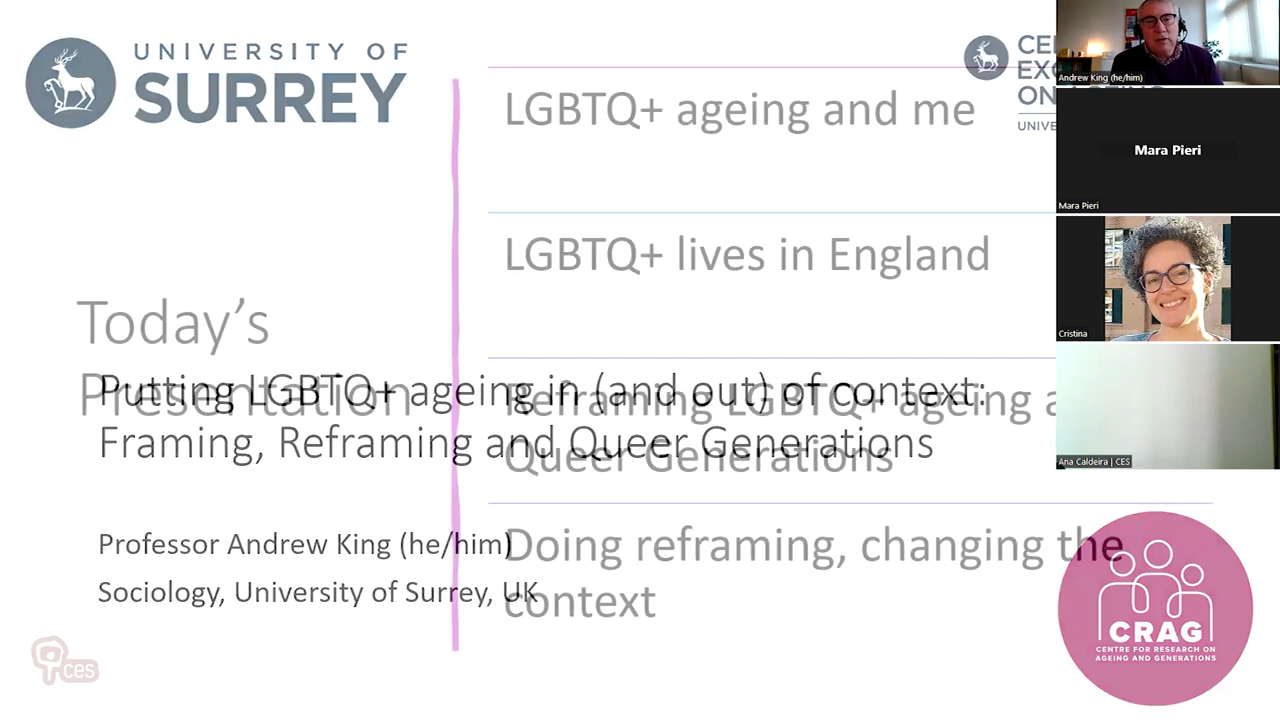 UNIVERSITY OF
SURREY
LGBTQ+ ageing and me
LGBTQ+ lives in England
Today's
Presentation
Reframing LGBTQ+ ageing a
Queer Generations
Doing reframing, changing the
context
Putting LGBTQ+ ageing in (and out) of context:
Framing, Reframing and Queer Generations
Professor Andrew King (he/him)
Sociology, University of Surrey, UK
ces
Andrew King (he/him)
Mara Pieri
Mara Pieri
Cristina
Ana Caldeira | CES
CRAG
CENTRE FOR RESEARCH ON
AGEING AND GENERATIONS